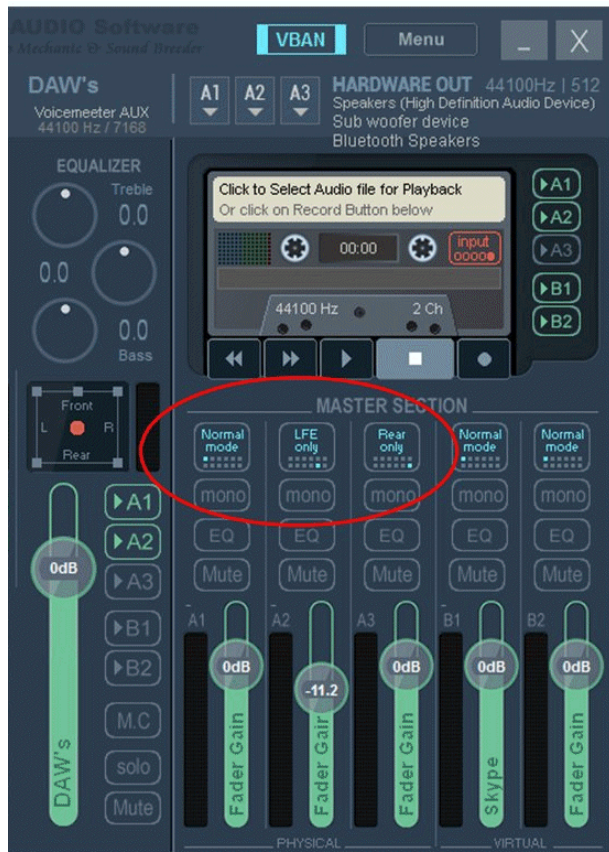 AUDIO Software
Mechanic & Sound Breeder
VBAN
Menu
_ X
DAW's
Voicemeeter AUX
44100 Hz / 7168
A1 A2 A3
HARDWARE OUT 44100Hz | 512
Speakers (High Definition Audio Device)
Sub woofer device
Bluetooth Speakers
EQUALIZER
Treble
0.0
0.0
0.0
Bass
Click to Select Audio file for Playback
Or click on Record Button below
00:00
input
44100 Hz 2 Ch
A1
A2
A3
B1
B2
Front
L R
Rear
MASTER SECTION
Normal mode
LFE only
Rear only
Normal mode
Normal mode
mono mono mono mono mono
EQ EQ EQ EQ EQ
Mute Mute Mute Mute Mute
A1
A2
A3
B1
B2
M.C
solo
Mute
0dB
DAW's
A1 A2 A3 B1 B2
0dB -11.2 0dB 0dB 0dB
Fader Gain
Fader Gain
Fader Gain
Skype
Fader Gain
PHYSICAL
VIRTUAL